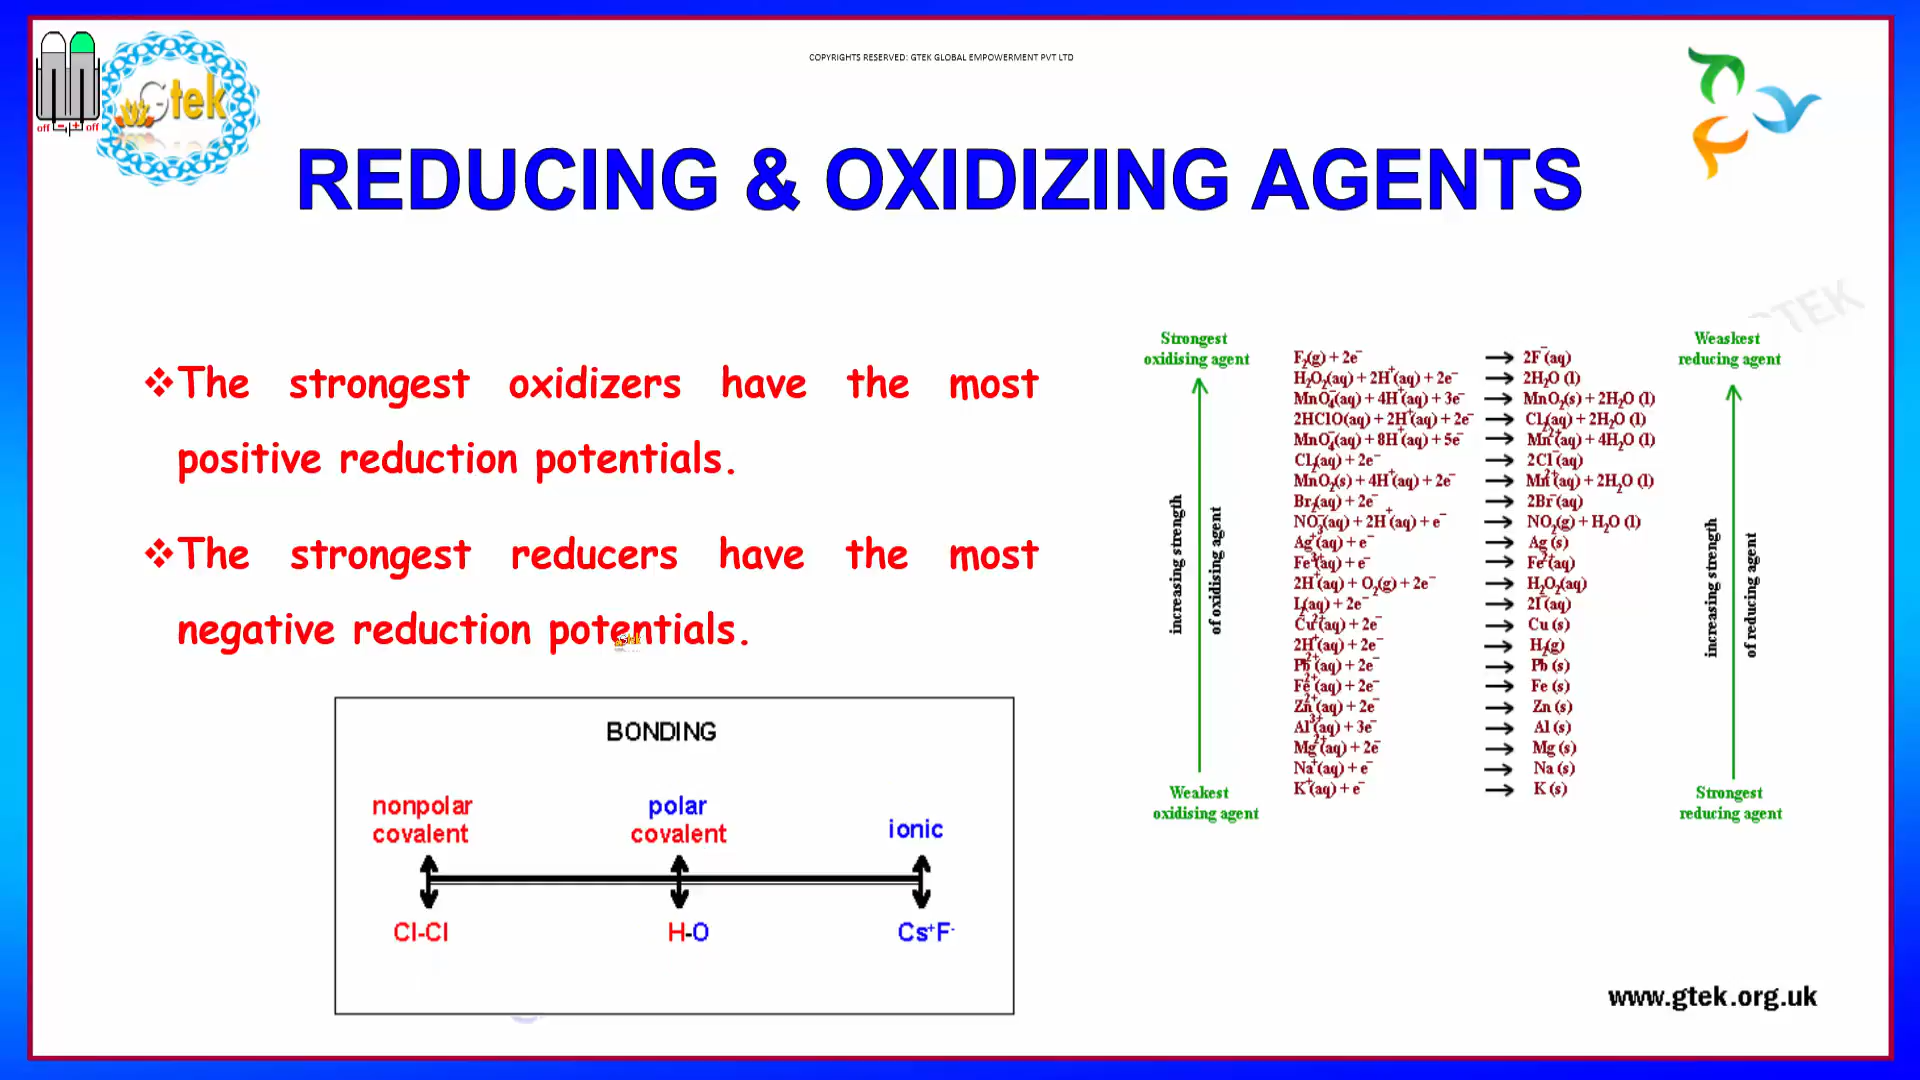 COPYRIGHTS RESERVED: GTEK GLOBAL EMPOWERMENT PVT LTD
off - + off
Gtek
REDUCING & OXIDIZING AGENTS
GTEK
❖The strongest oxidizers have the most
positive reduction potentials.
❖The strongest reducers have the most
negative reduction potentials.
Gtek
BONDING
nonpolar
covalent
polar
covalent
ionic
Cl-Cl
H-O
Cs⁺F⁻
Strongest
oxidising agent
increasing strength
of oxidising agent
Weakest
oxidising agent
F₂(g) + 2e⁻ → 2F⁻(aq)
H₂O₂(aq) + 2H⁺(aq) + 2e⁻ → 2H₂O (l)
MnO₄⁻(aq) + 4H⁺(aq) + 3e⁻ → MnO₂(s) + 2H₂O (l)
2HClO(aq) + 2H⁺(aq) + 2e⁻ → Cl₂(aq) + 2H₂O (l)
MnO₄⁻(aq) + 8H⁺(aq) + 5e⁻ → Mn²⁺(aq) + 4H₂O (l)
Cl₂(aq) + 2e⁻ → 2Cl⁻(aq)
MnO₂(s) + 4H⁺(aq) + 2e⁻ → Mn²⁺(aq) + 2H₂O (l)
Br₂(aq) + 2e⁻ → 2Br⁻(aq)
NO₃⁻(aq) + 2H⁺(aq) + e⁻ → NO₂(g) + H₂O (l)
Ag⁺(aq) + e⁻ → Ag (s)
Fe³⁺(aq) + e⁻ → Fe²⁺(aq)
2H⁺(aq) + O₂(g) + 2e⁻ → H₂O₂(aq)
I₂(aq) + 2e⁻ → 2I⁻(aq)
Cu²⁺(aq) + 2e⁻ → Cu (s)
2H⁺(aq) + 2e⁻ → H₂(g)
Pb²⁺(aq) + 2e⁻ → Pb (s)
Fe²⁺(aq) + 2e⁻ → Fe (s)
Zn²⁺(aq) + 2e⁻ → Zn (s)
Al³⁺(aq) + 3e⁻ → Al (s)
Mg²⁺(aq) + 2e⁻ → Mg (s)
Na⁺(aq) + e⁻ → Na (s)
K⁺(aq) + e⁻ → K (s)
Weaskest
reducing agent
increasing strength
of reducing agent
Strongest
reducing agent
www.gtek.org.uk